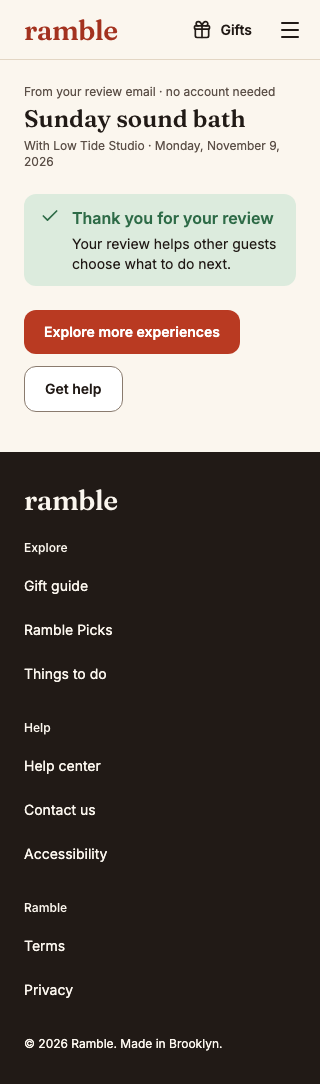 ramble
Gifts
From your review email · no account needed
Sunday sound bath
With Low Tide Studio · Monday, November 9,
2026
Thank you for your review
Your review helps other guests
choose what to do next.
Explore more experiences
Get help
ramble
Explore
Gift guide
Ramble Picks
Things to do
Help
Help center
Contact us
Accessibility
Ramble
Terms
Privacy
© 2026 Ramble. Made in Brooklyn.